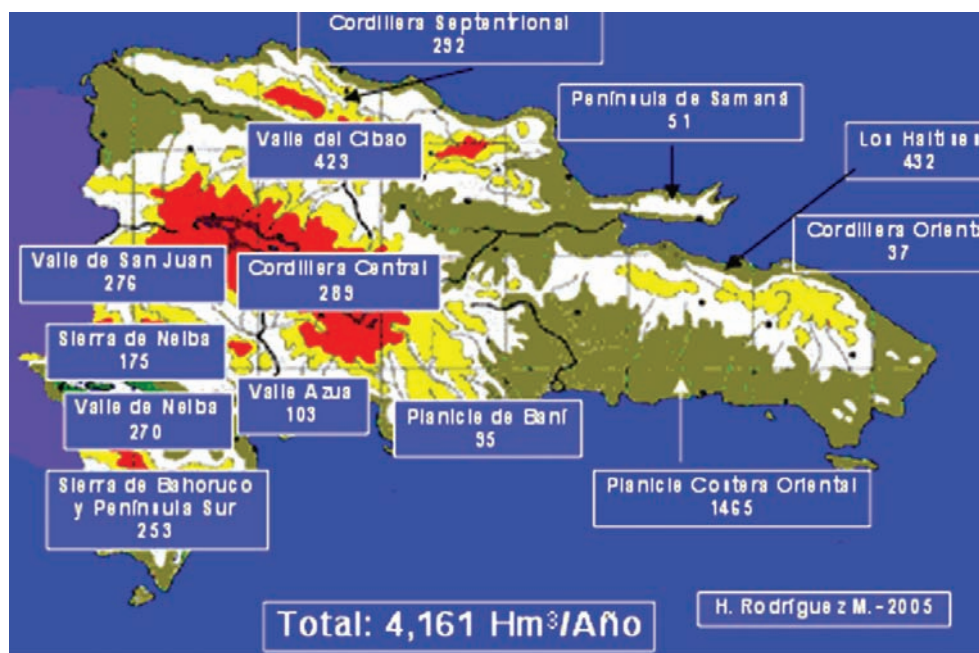 Cordillera Septentrional
292
Península de Samaná
51
Valle del Cibao
423
Los Haitises
432
Cordillera Orienta
37
Valle de San Juan
276
Cordillera Central
289
Sierra de Neiba
175
Valle Azua
103
Valle de Neiba
270
Planicie de Baní
95
Sierra de Bahoruco
y Península Sur
253
Planicie Costera Oriental
1465
H. Rodríguez M.-2005
Total: 4,161 Hm³/Año